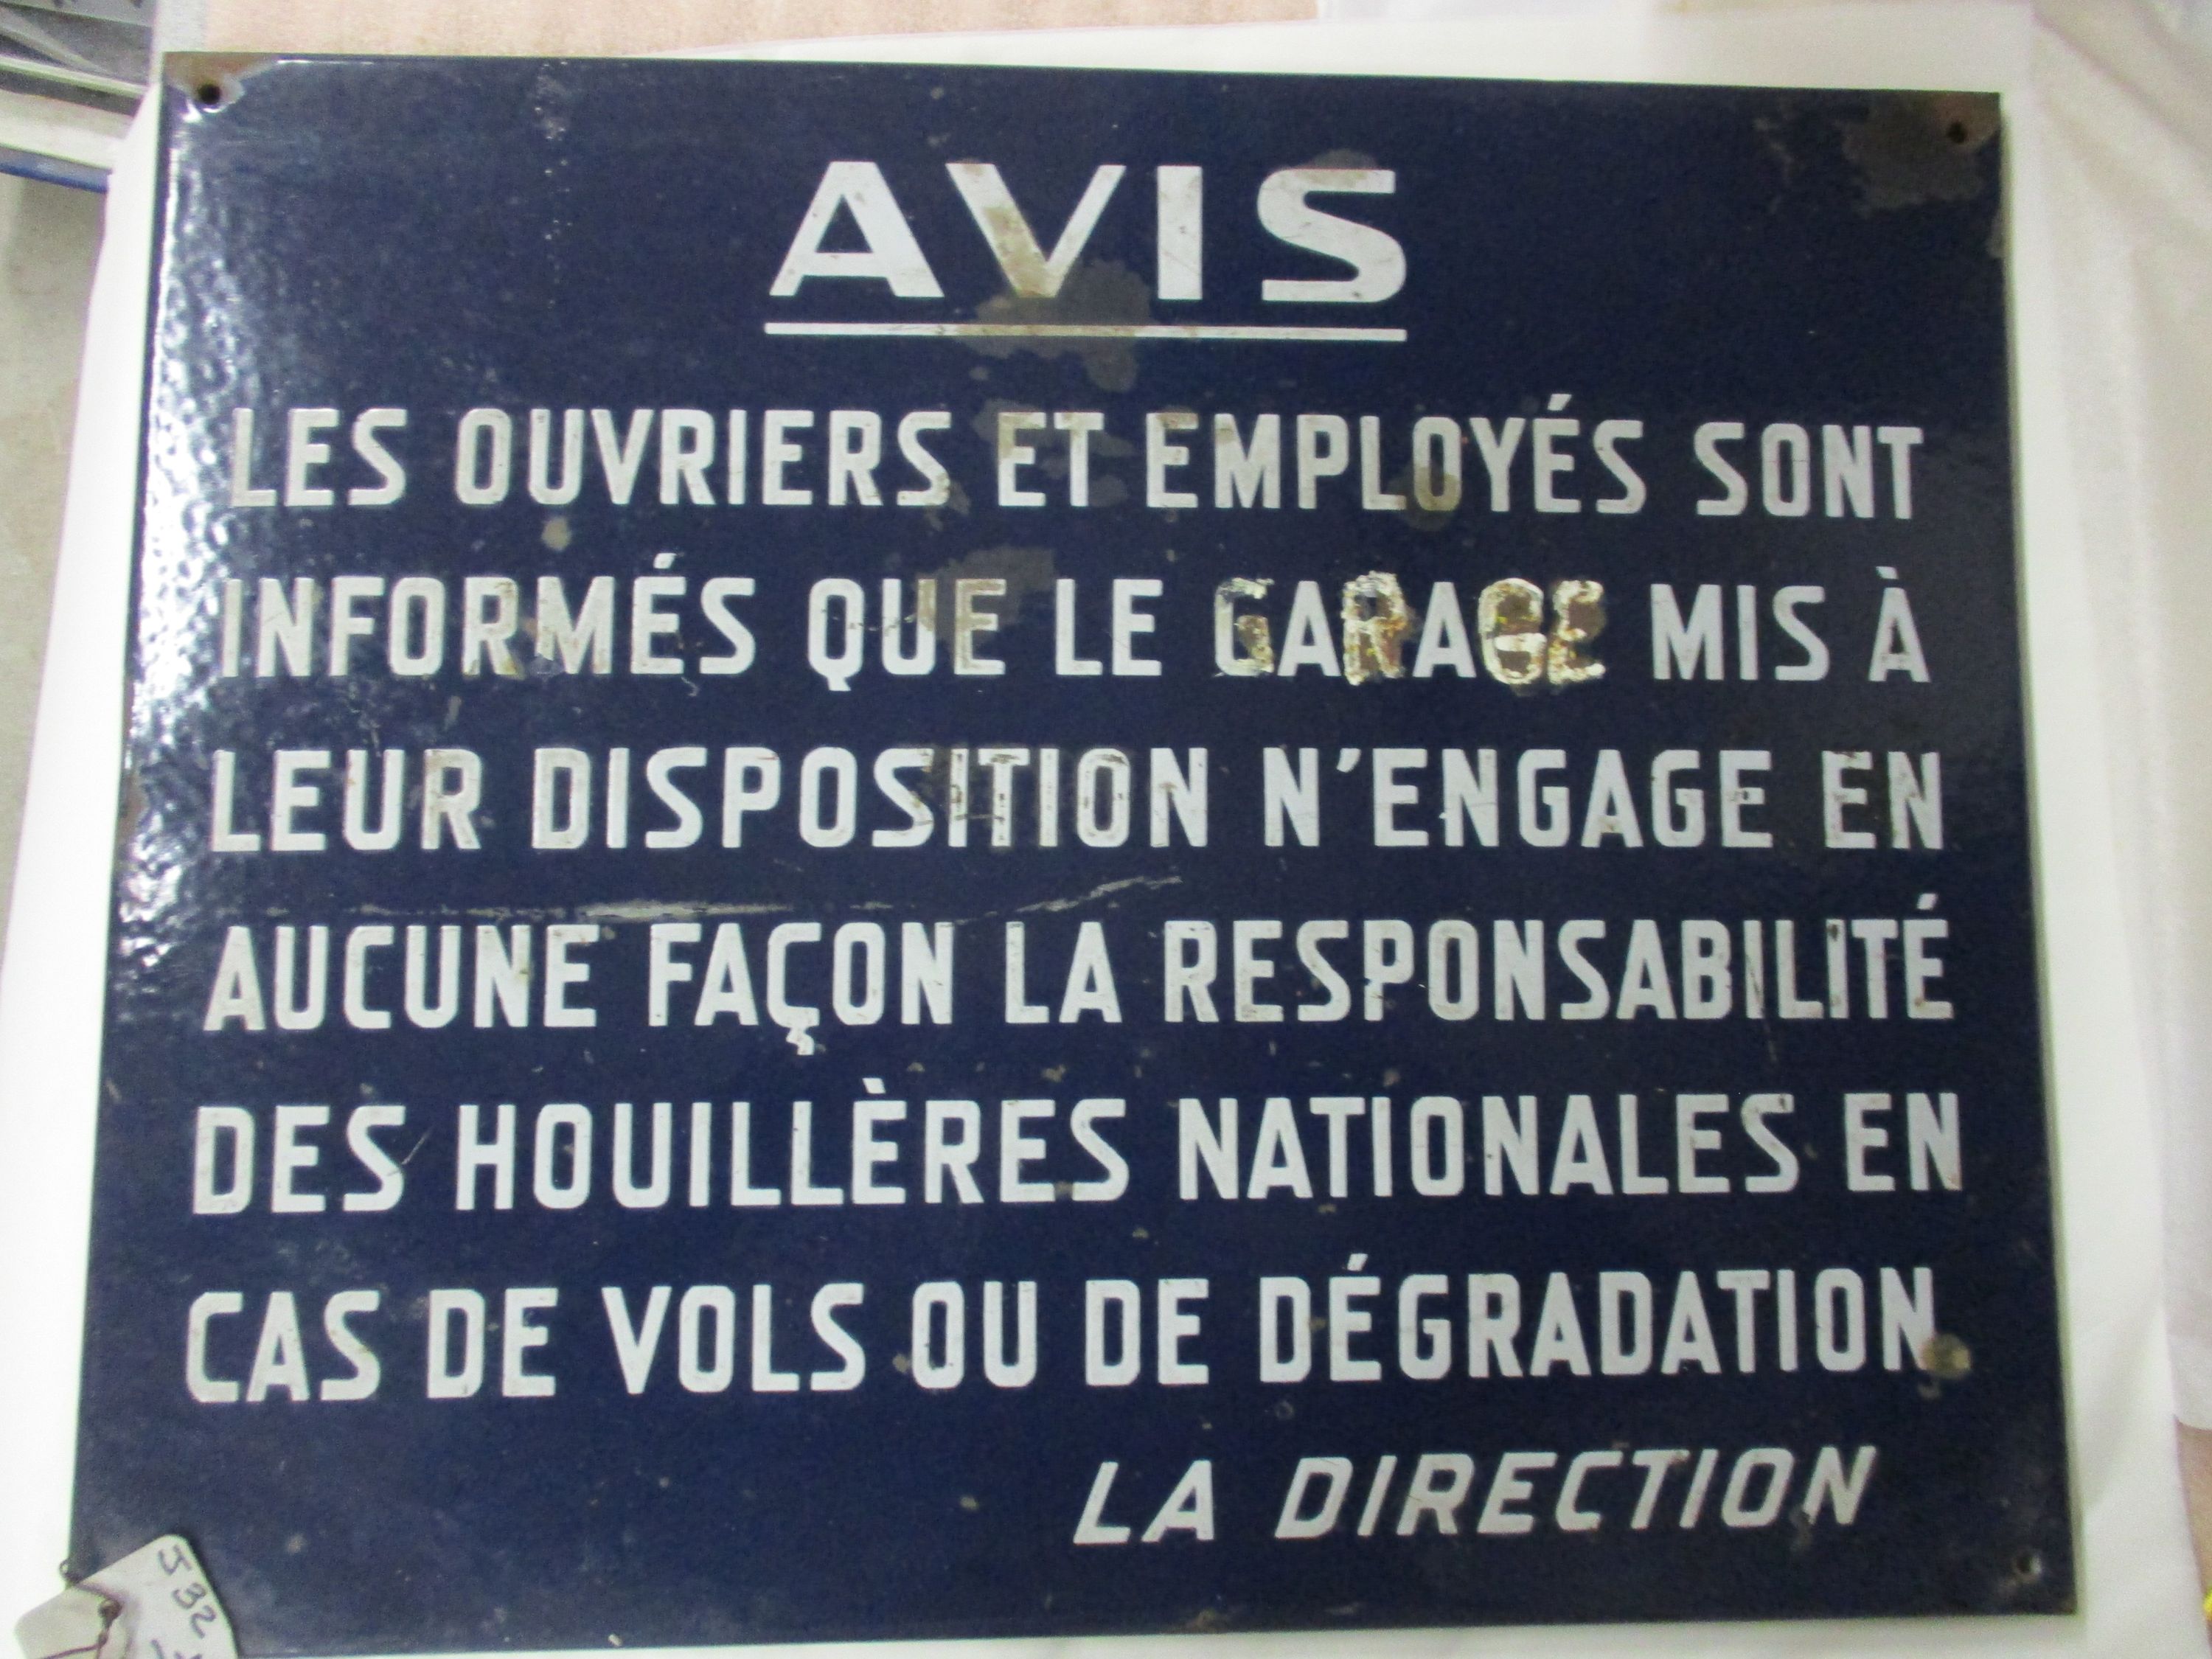 AVIS
LES OUVRIERS ET EMPLOYÉS SONT
INFORMÉS QUE LE GARAGE MIS À
LEUR DISPOSITION N'ENGAGE EN
AUCUNE FAÇON LA RESPONSABILITÉ
DES HOUILLÈRES NATIONALES EN
CAS DE VOLS OU DE DÉGRADATION
LA DIRECTION
J32